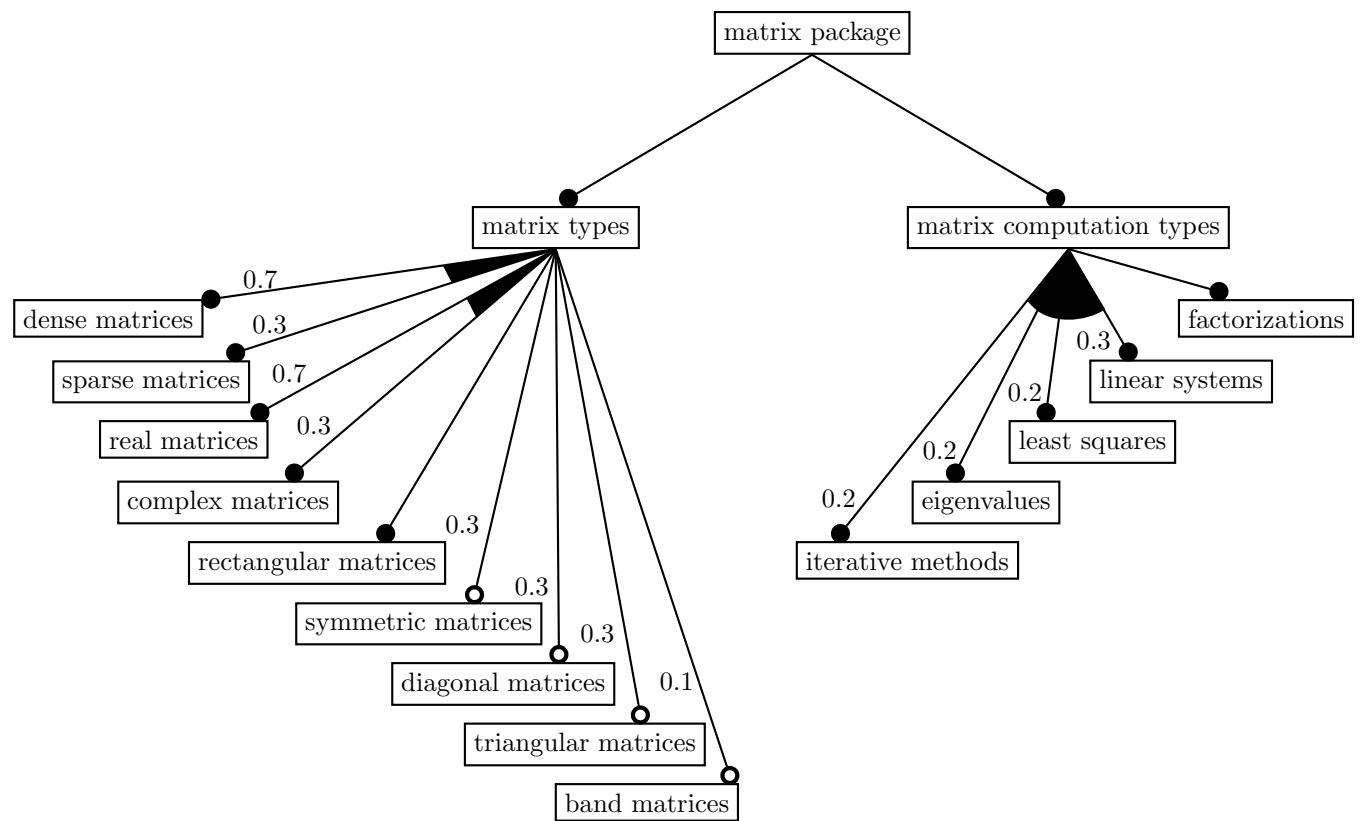 matrix package
matrix types
matrix computation types
0.7
dense matrices
0.3
sparse matrices
0.7
real matrices
0.3
complex matrices
rectangular matrices
0.3
symmetric matrices
0.3
diagonal matrices
0.3
triangular matrices
0.1
band matrices
factorizations
0.3
linear systems
0.2
least squares
0.2
eigenvalues
0.2
iterative methods